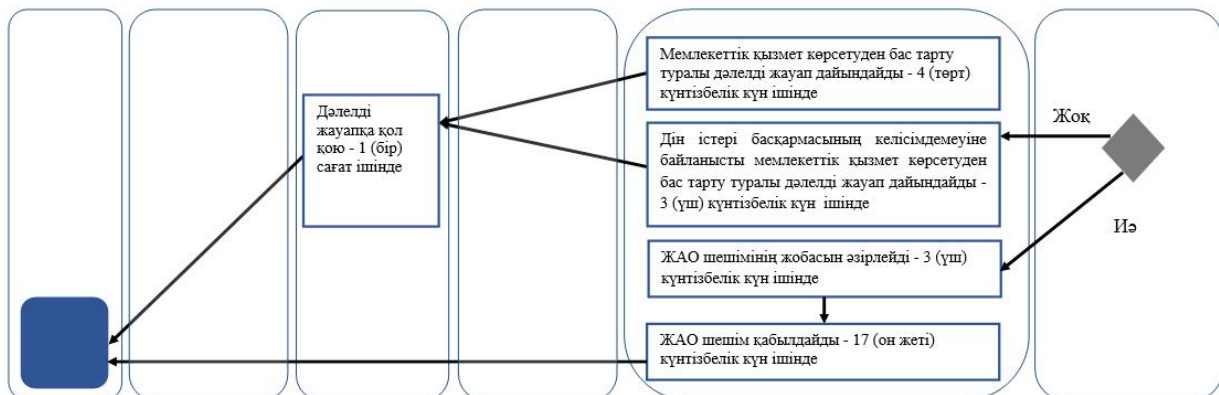 Мемлекеттік қызмет көрсетуден бас тарту
туралы дәлелді жауап дайындайды - 4 (төрт)
күнтізбелік күн ішінде
Дәлелді
жауапқа қол
қою - 1 (бір)
сағат ішінде
Жоқ
Дін істері басқармасының келісімдемеуіне
байланысты мемлекеттік қызмет көрсетуден
бас тарту туралы дәлелді жауап дайындайды -
3 (үш) күнтізбелік күн ішінде
Иә
ЖАО шешімінің жобасын әзірлейді - 3 (үш)
күнтізбелік күн ішінде
ЖАО шешім қабылдайды - 17 (он жеті)
күнтізбелік күн ішінде